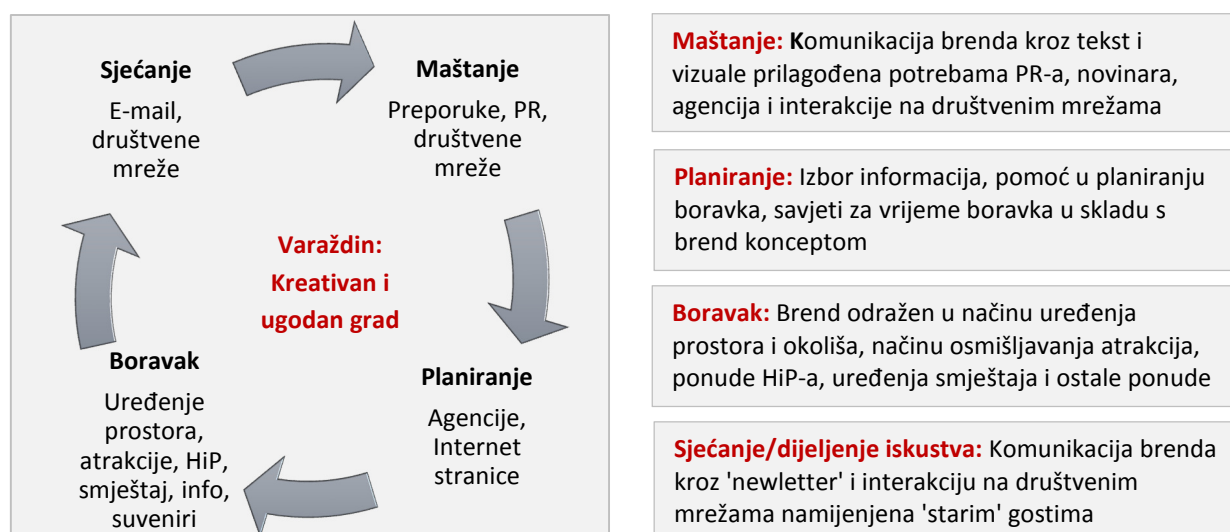 Sjećanje
E-mail,
društvene
mreže
Maštanje
Preporuke, PR,
društvene
mreže
Varaždin:
Kreativan i
ugodan grad
Boravak
Uređenje
prostora,
atrakcije, HiP,
smještaj, info,
suveniri
Planiranje
Agencije,
Internet
stranice
Maštanje: Komunikacija brenda kroz tekst i
vizuale prilagođena potrebama PR-a, novinara,
agencija i interakcije na društvenim mrežama
Planiranje: Izbor informacija, pomoć u planiranju
boravka, savjeti za vrijeme boravka u skladu s
brend konceptom
Boravak: Brend odražen u načinu uređenja
prostora i okoliša, načinu osmišljavanja atrakcija,
ponude HiP-a, uređenja smještaja i ostale ponude
Sjećanje/dijeljenje iskustva: Komunikacija brenda
kroz 'newletter' i interakciju na društvenim
mrežama namijenjena 'starim' gostima